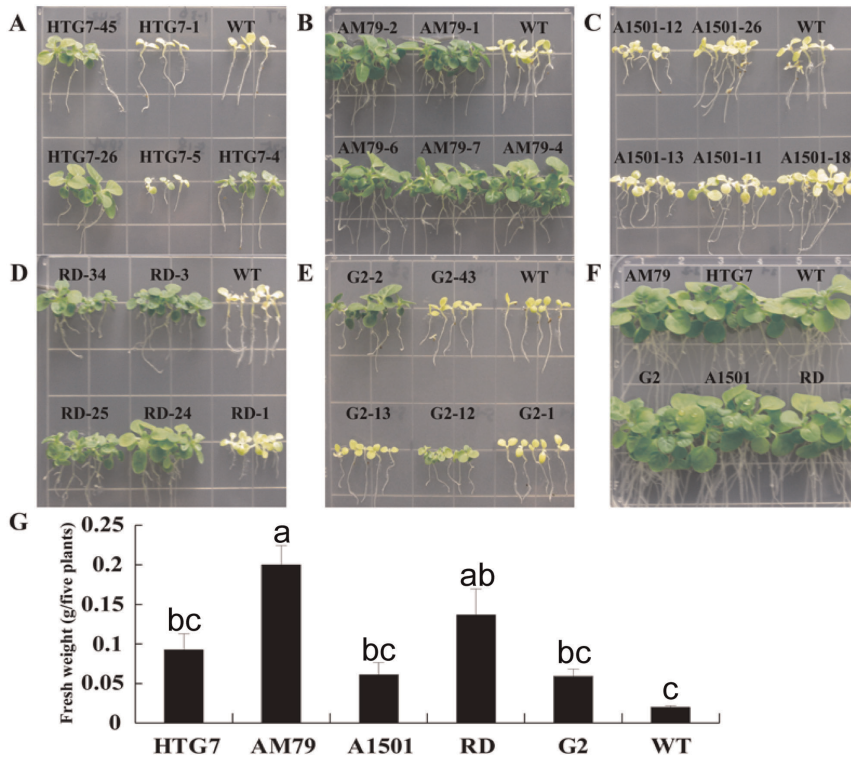 A HTG7-45 HTG7-1 WT
HTG7-26 HTG7-5 HTG7-4
B AM79-2 AM79-1 WT
AM79-6 AM79-7 AM79-4
C A1501-12 A1501-26 WT
A1501-13 A1501-11 A1501-18
D RD-34 RD-3 WT
RD-25 RD-24 RD-1
E G2-2 G2-43 WT
G2-13 G2-12 G2-1
F AM79 HTG7 WT
G2 A1501 RD
G
Fresh weight (g/five plants)
0.25
0.2
0.15
0.1
0.05
0
bc a bc ab bc c
HTG7 AM79 A1501 RD G2 WT